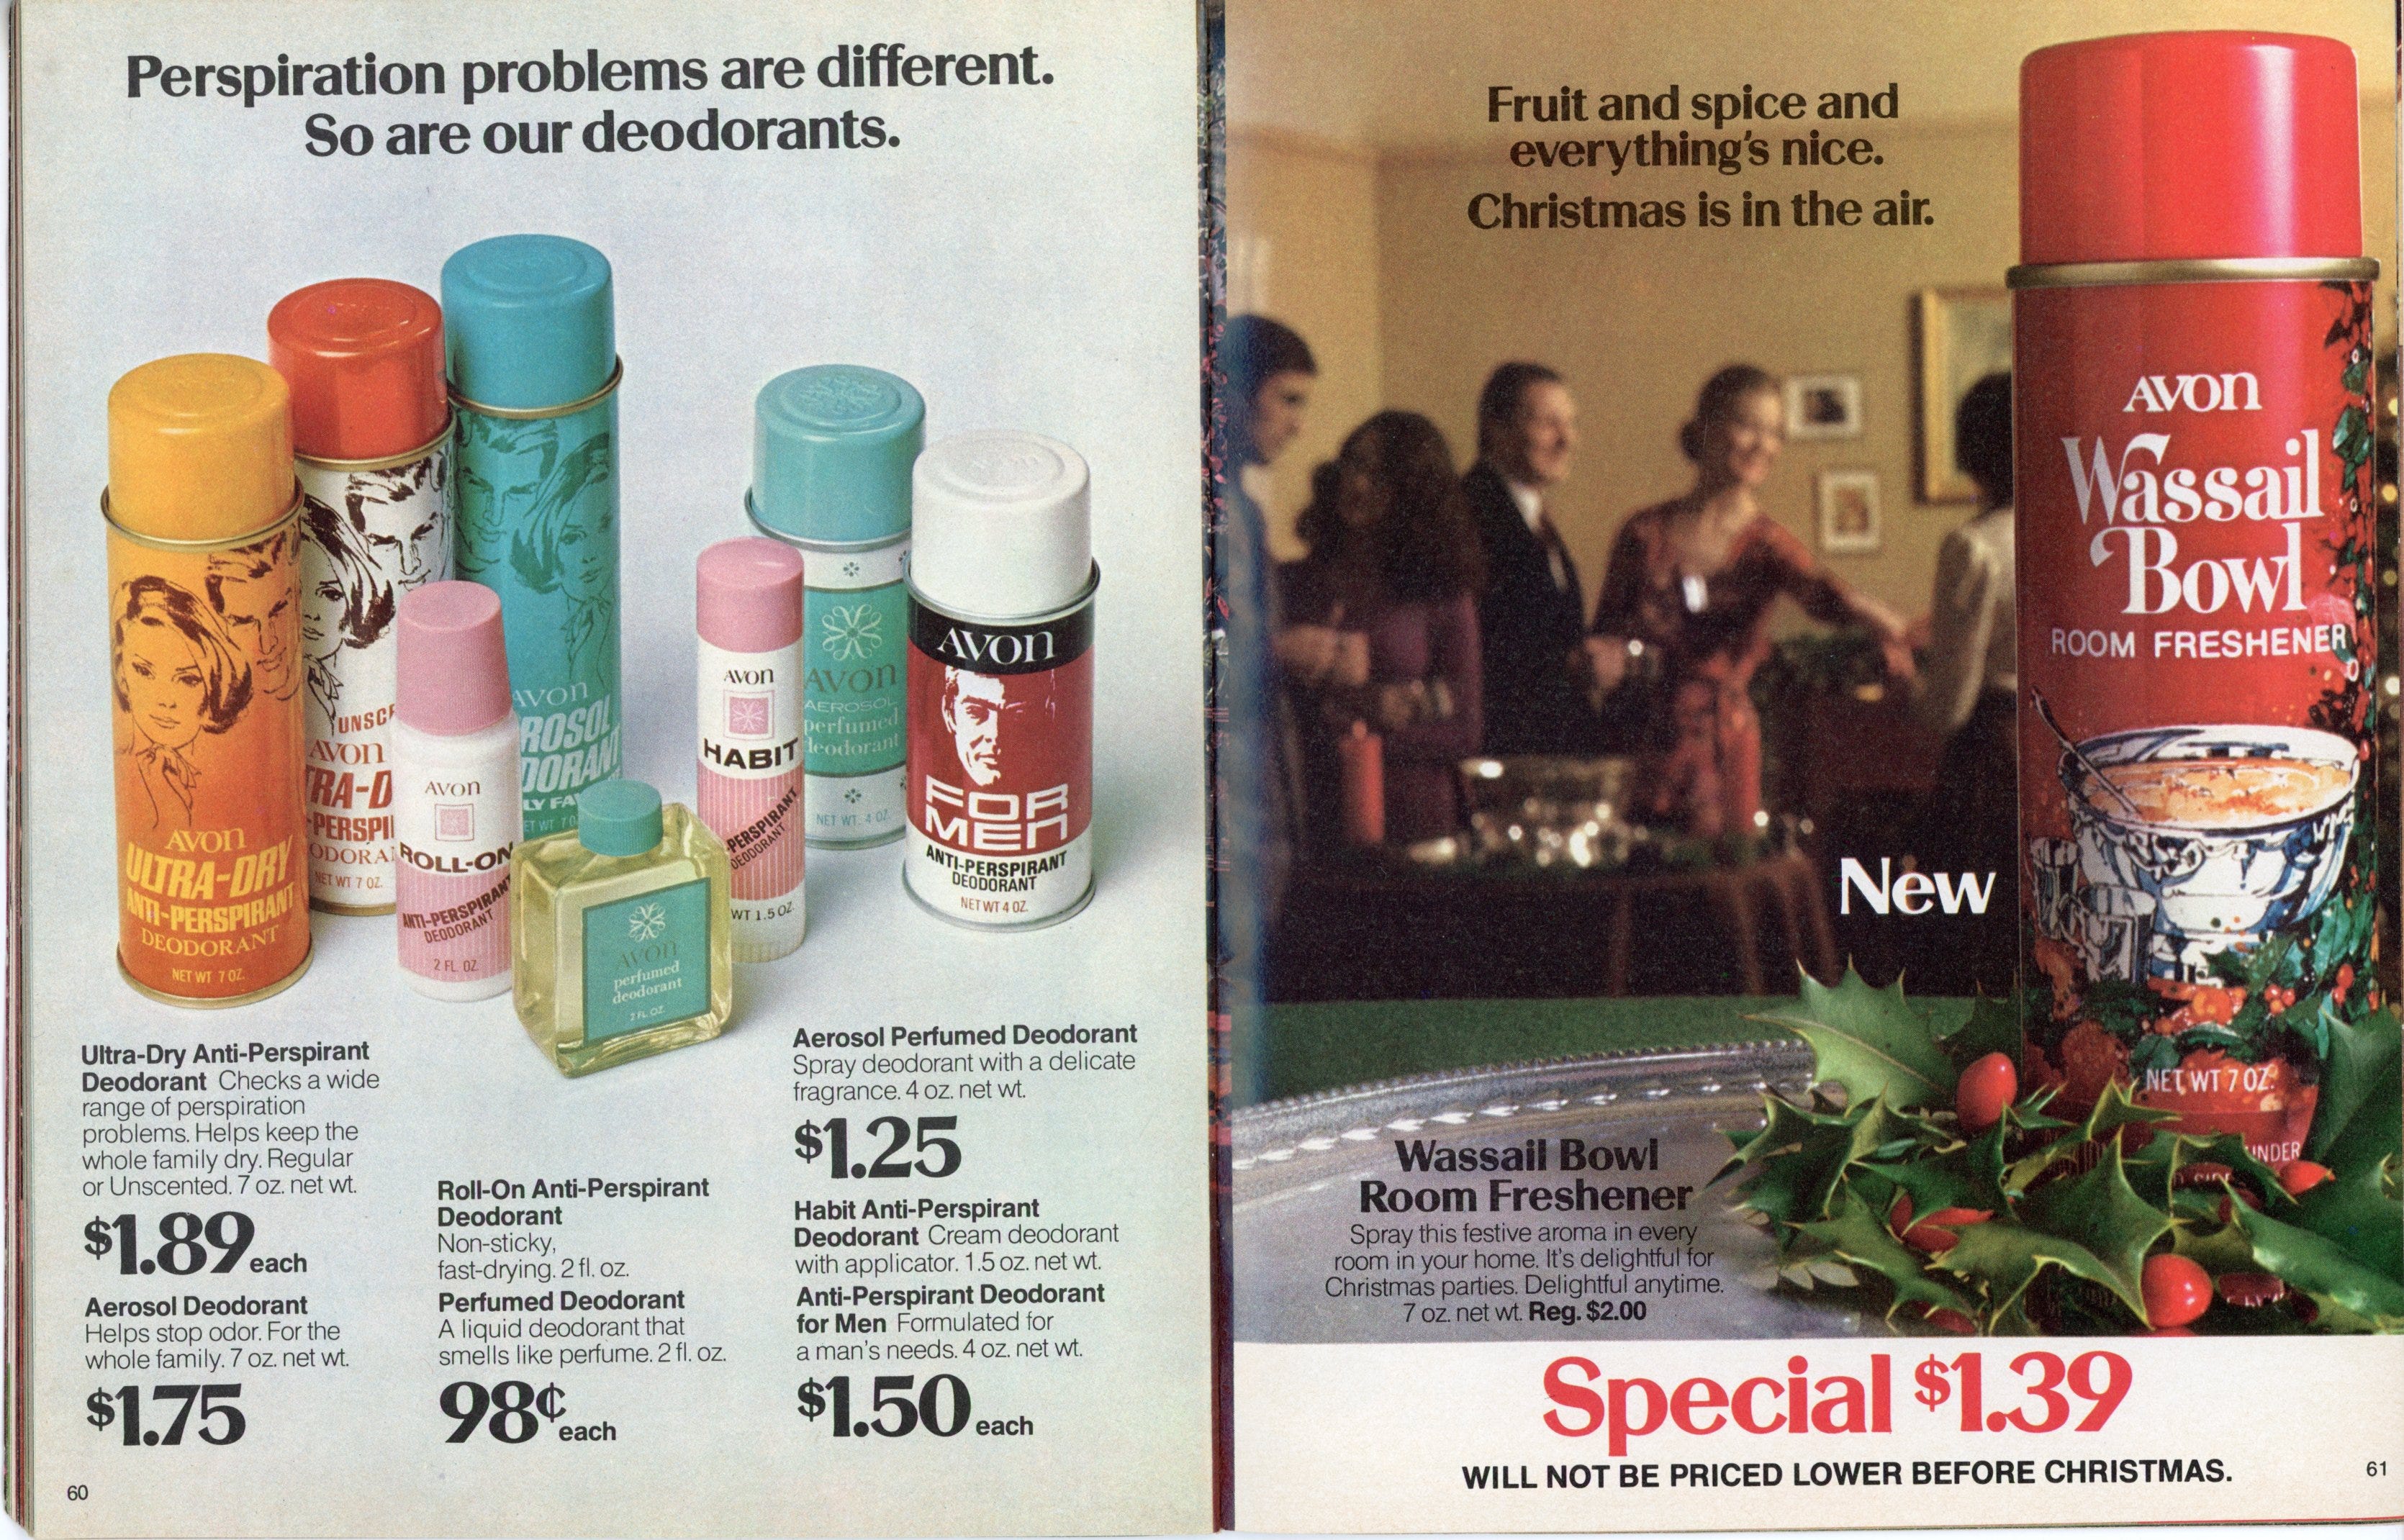 Perspiration problems are different.
So are our deodorants.
AVON
ULTRA-DRY
ANTI-PERSPIRANT
DEODORANT
NET WT 7 OZ.
AVON
NET WT 7 OZ.
AVON
ROLL-ON
ANTI-PERSPIRANT
DEODORANT
2 FL. OZ.
AVON
AVON
perfumed
deodorant
2 FL. OZ.
AVON
HABIT
-PERSPIRANT
DEODORANT
WT 1.5 OZ.
AVON
AEROSOL
perfumed
deodorant
NET WT. 4 OZ.
AVON
FOR
MEN
ANTI-PERSPIRANT
DEODORANT
NET WT 4 OZ.
Ultra-Dry Anti-Perspirant
Deodorant Checks a wide
range of perspiration
problems. Helps keep the
whole family dry. Regular
or Unscented. 7 oz. net wt.
$1.89 each
Aerosol Deodorant
Helps stop odor. For the
whole family. 7 oz. net wt.
$1.75
Roll-On Anti-Perspirant
Deodorant
Non-sticky,
fast-drying. 2 fl. oz.
Perfumed Deodorant
A liquid deodorant that
smells like perfume. 2 fl. oz.
98¢ each
Aerosol Perfumed Deodorant
Spray deodorant with a delicate
fragrance. 4 oz. net wt.
$1.25
Habit Anti-Perspirant
Deodorant Cream deodorant
with applicator. 1.5 oz. net wt.
Anti-Perspirant Deodorant
for Men Formulated for
a man's needs. 4 oz. net wt.
$1.50 each
60
Fruit and spice and
everything's nice.
Christmas is in the air.
AVON
Wassail
Bowl
ROOM FRESHENER
NET WT 7 OZ.
New
Wassail Bowl
Room Freshener
Spray this festive aroma in every
room in your home. It's delightful for
Christmas parties. Delightful anytime.
7 oz. net wt. Reg. $2.00
Special $1.39
WILL NOT BE PRICED LOWER BEFORE CHRISTMAS.
61